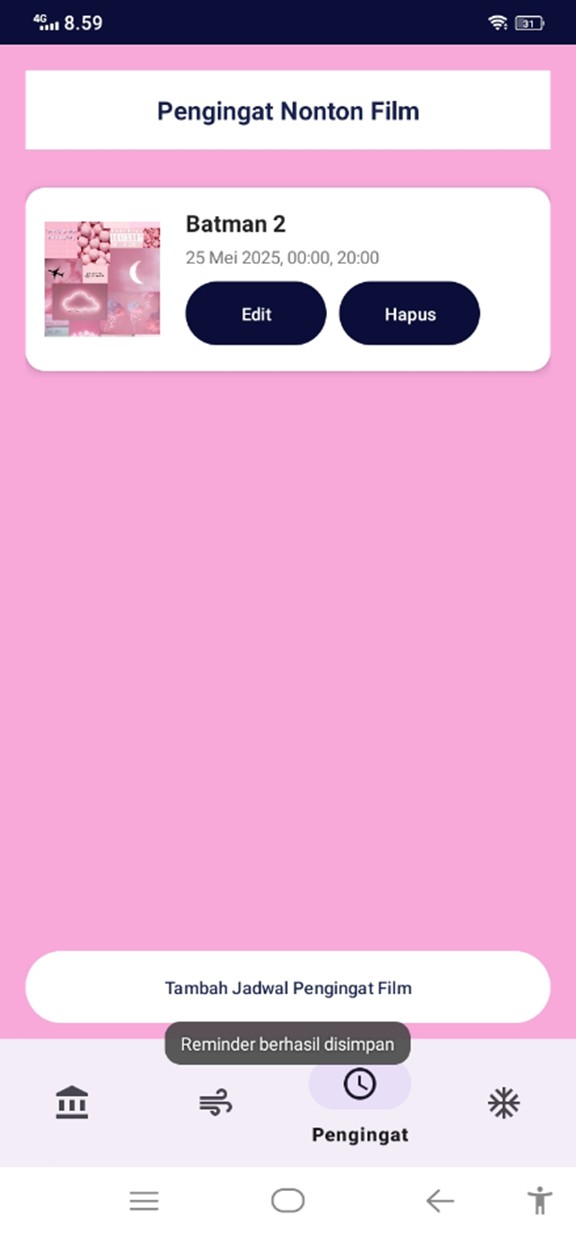 4G 8.59
31
Pengingat Nonton Film
Batman 2
25 Mei 2025, 00:00, 20:00
Edit
Hapus
Tambah Jadwal Pengingat Film
Reminder berhasil disimpan
Pengingat